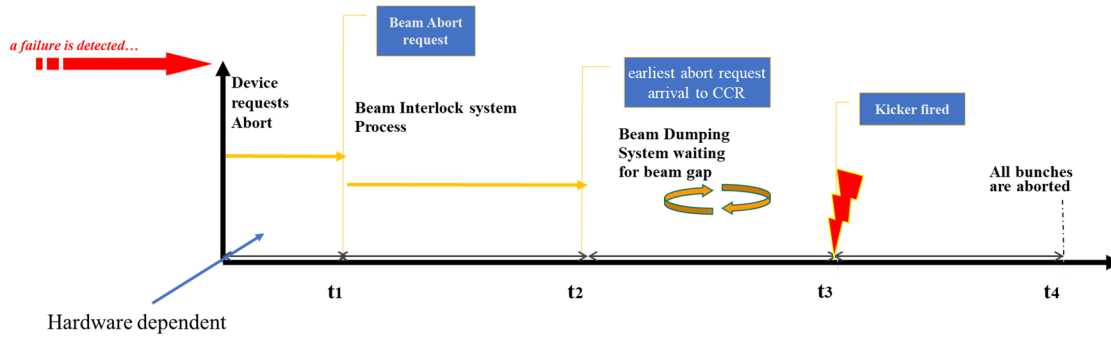 a failure is detected…
Device
requests
Abort
Beam Abort
request
Beam Interlock system
Process
earliest abort request
arrival to CCR
Beam Dumping
System waiting
for beam gap
Kicker fired
All bunches
are aborted
t1
t2
t3
t4
Hardware dependent